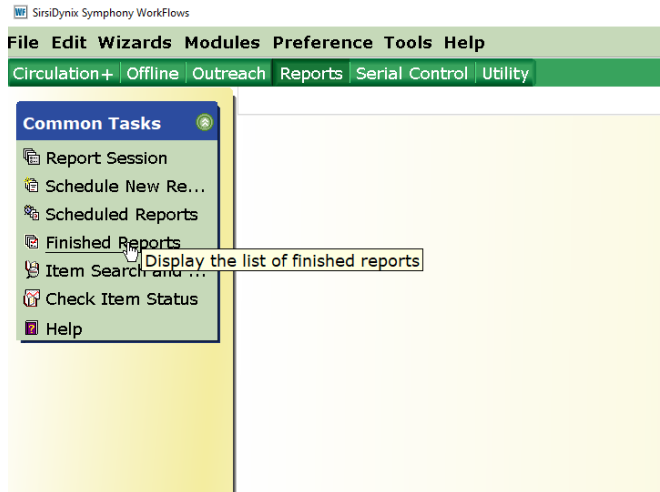 WF SirsiDynix Symphony WorkFlows
File Edit Wizards Modules Preference Tools Help
Circulation+ Offline Outreach Reports Serial Control Utility
Common Tasks
Report Session
Schedule New Re...
Scheduled Reports
Finished Reports
Display the list of finished reports
Item Search and ...
Check Item Status
? Help